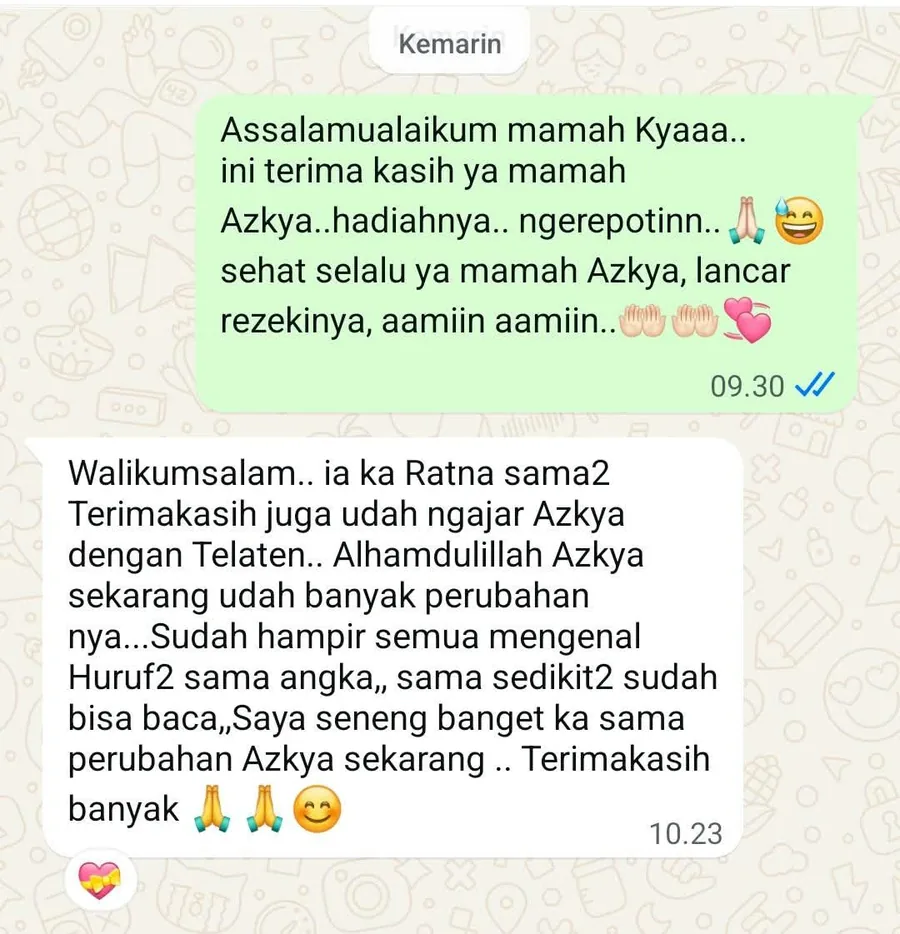 Kemarin
Assalamualaikum mamah Kyaaa..
ini terima kasih ya mamah
Azkya..hadiahnya.. ngerepotinn..🙏🏻😅
sehat selalu ya mamah Azkya, lancar
rezekinya, aamiin aamiin..🤲🏻🤲🏻💞
09.30
Walikumsalam.. ia ka Ratna sama2
Terimakasih juga udah ngajar Azkya
dengan Telaten.. Alhamdulillah Azkya
sekarang udah banyak perubahan
nya...Sudah hampir semua mengenal
Huruf2 sama angka,, sama sedikit2 sudah
bisa baca,,Saya seneng banget ka sama
perubahan Azkya sekarang .. Terimakasih
banyak 🙏 🙏 😊
10.23
💝